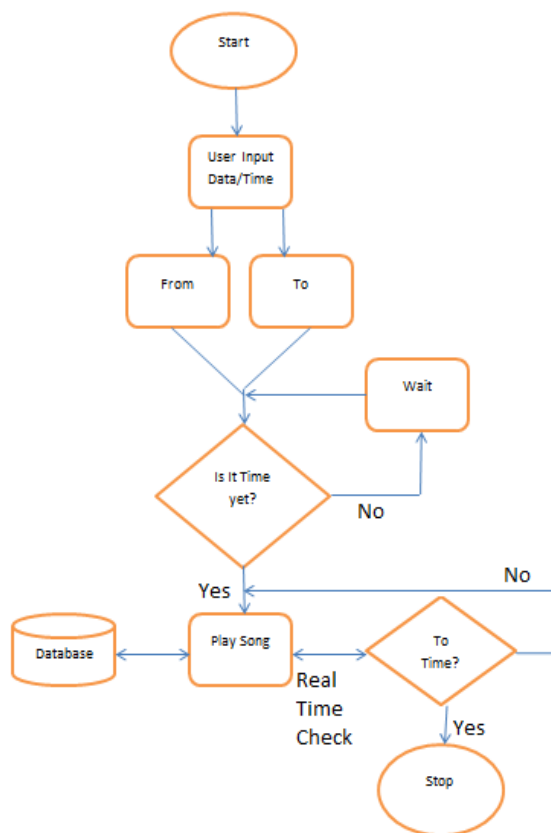 Start
User Input
Data/Time
From
To
Wait
Is It Time
yet?
No
Yes
No
Database
Play Song
To
Time?
Real
Time
Check
Yes
Stop